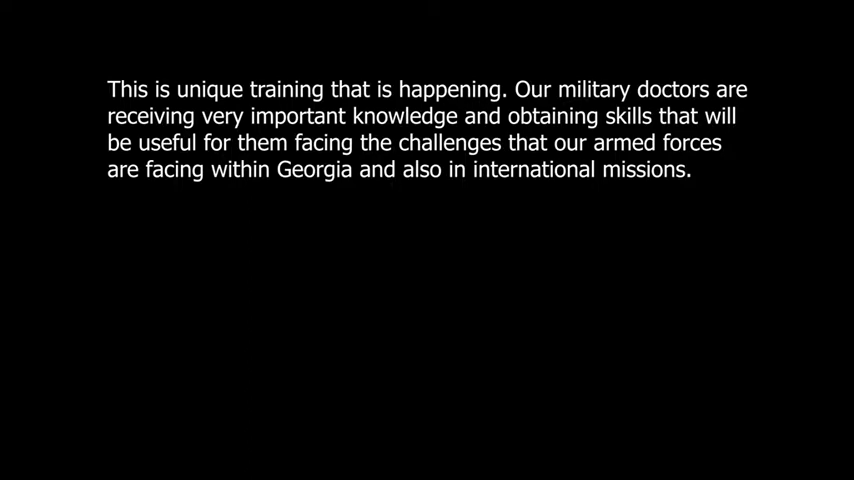 This is unique training that is happening. Our military doctors are
receiving very important knowledge and obtaining skills that will
be useful for them facing the challenges that our armed forces
are facing within Georgia and also in international missions.